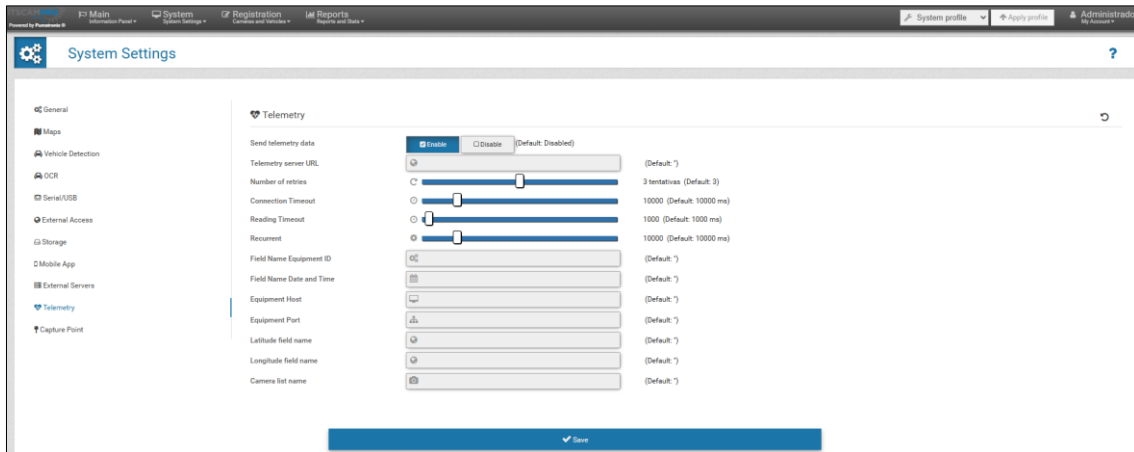 ITSCAM
Powered by Pumatronix ®
Main
Information Panel
System
System Settings
Registration
Cameras and Vehicles
Reports
Reports and Stats
System profile
Apply profile
Administrado
My Account
System Settings
?
General
Maps
Vehicle Detection
OCR
Serial/USB
External Access
Storage
Mobile App
External Servers
Telemetry
Capture Point
Telemetry
Send telemetry data Enable Disable (Default: Disabled)
Telemetry server URL (Default: '')
Number of retries 3 tentativas (Default: 3)
Connection Timeout 10000 (Default: 10000 ms)
Reading Timeout 1000 (Default: 1000 ms)
Recurrent 10000 (Default: 10000 ms)
Field Name Equipment ID (Default: '')
Field Name Date and Time (Default: '')
Equipment Host (Default: '')
Equipment Port (Default: '')
Latitude field name (Default: '')
Longitude field name (Default: '')
Camera list name (Default: '')
Save